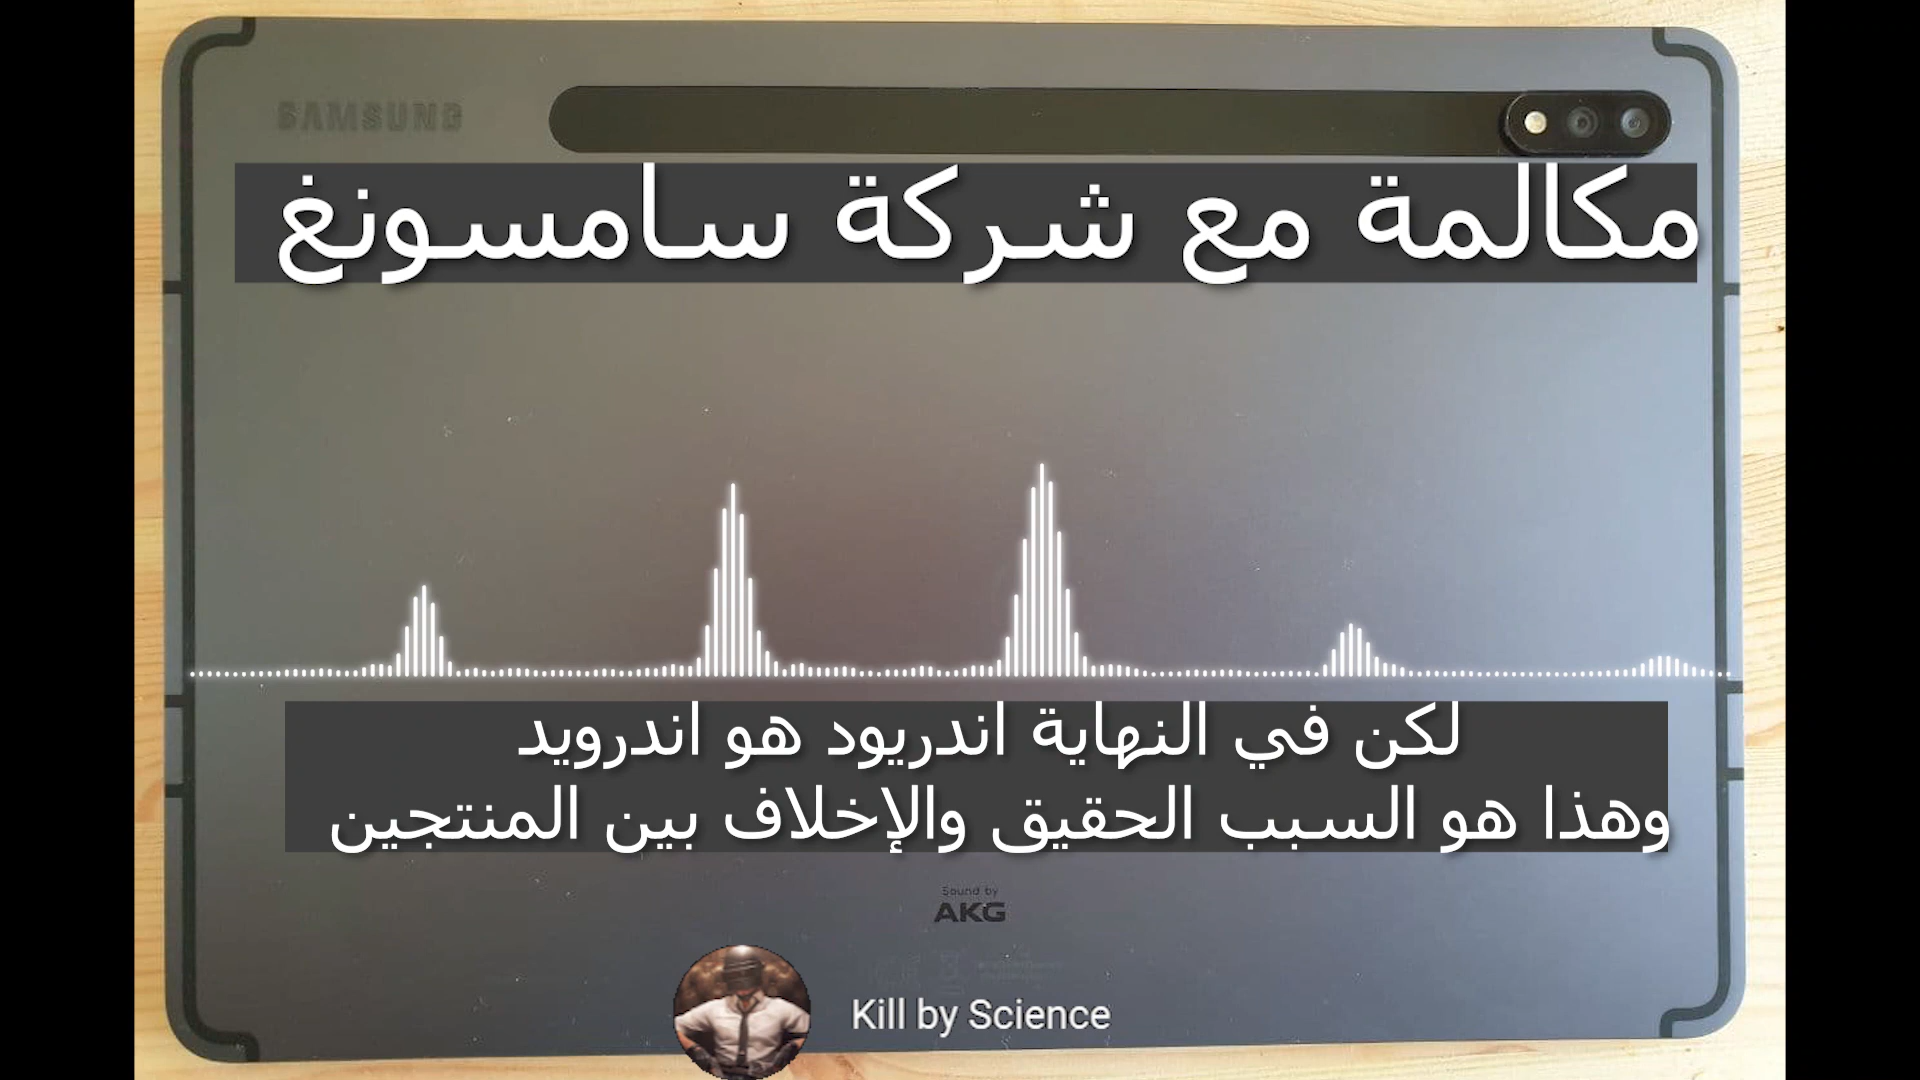 SAMSUNG
مكالمة مع شركة سامسونغ
لكن في النهاية اندريود هو اندرويد
وهذا هو السبب الحقيق والإخلاف بين المنتجين
Sound by
AKG
Kill by Science